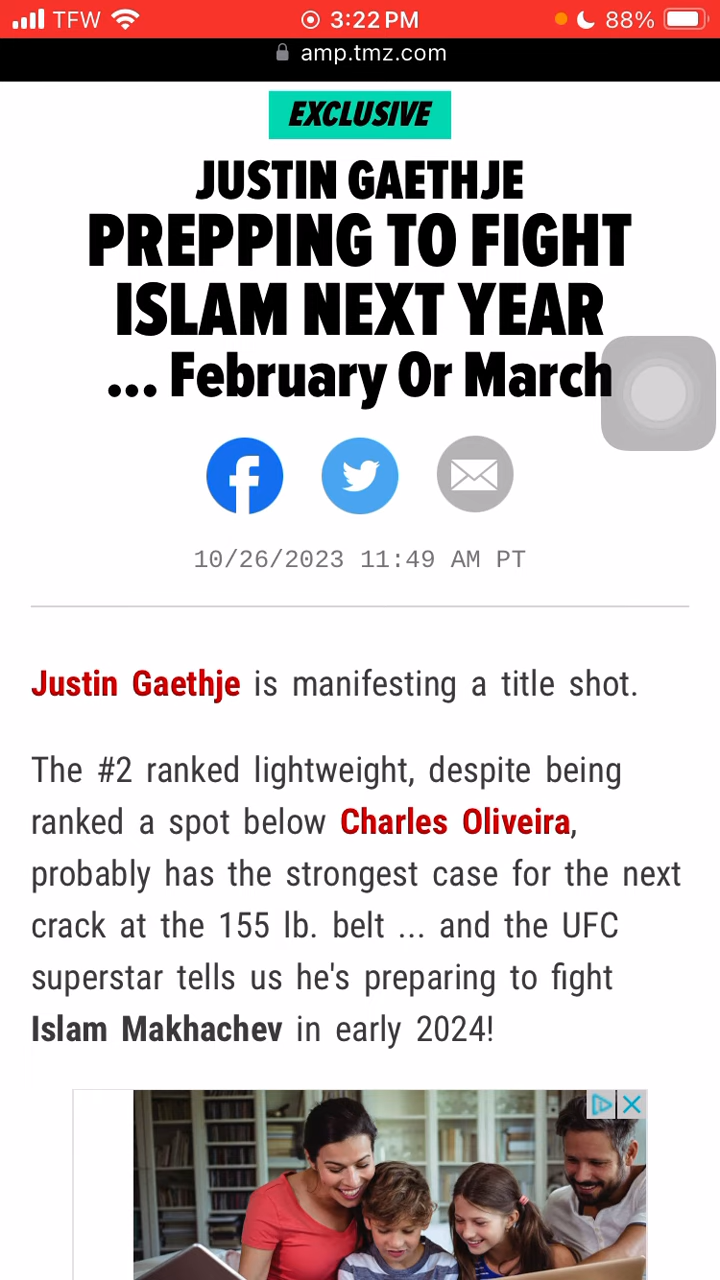 TFW 3:22 PM 88%
amp.tmz.com
EXCLUSIVE
JUSTIN GAETHJE
PREPPING TO FIGHT
ISLAM NEXT YEAR
... February Or March
10/26/2023 11:49 AM PT
Justin Gaethje is manifesting a title shot.
The #2 ranked lightweight, despite being
ranked a spot below Charles Oliveira,
probably has the strongest case for the next
crack at the 155 lb. belt ... and the UFC
superstar tells us he's preparing to fight
Islam Makhachev in early 2024!